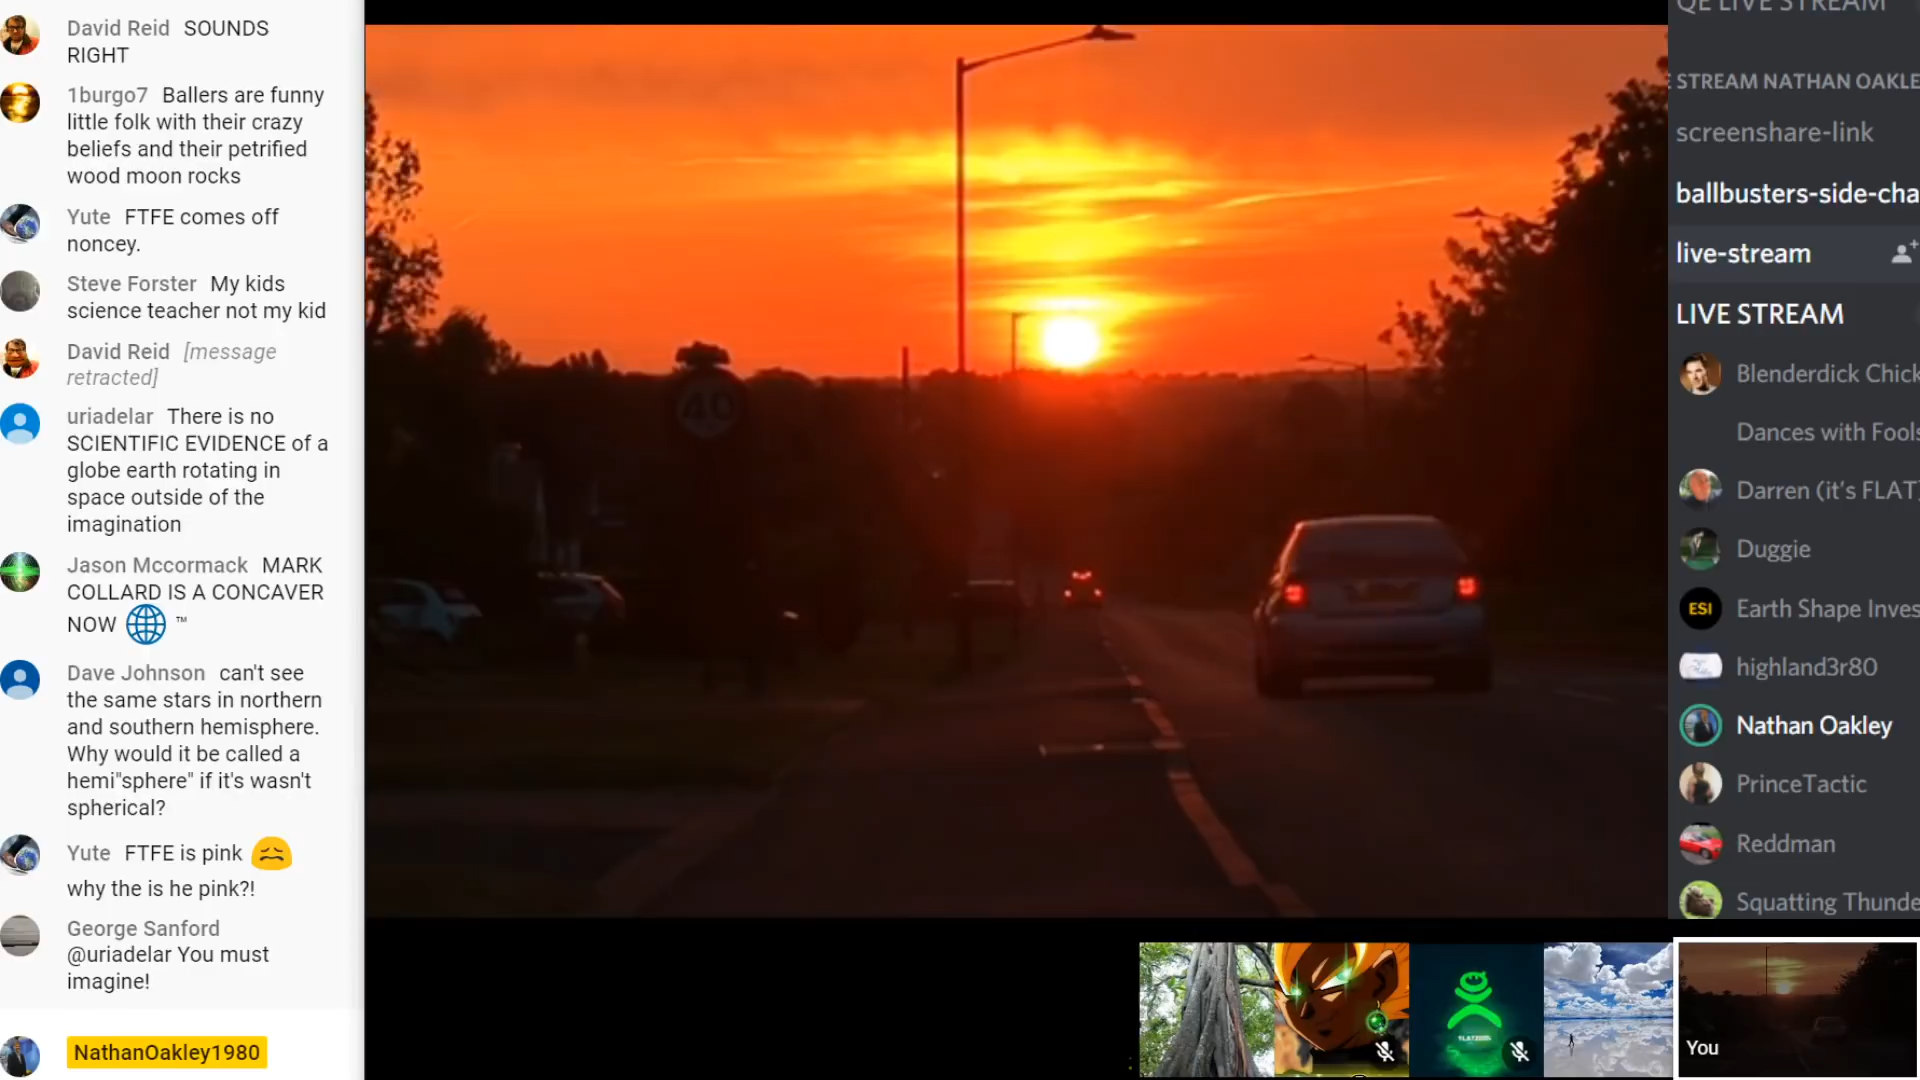 David Reid SOUNDS
RIGHT
1burgo7 Ballers are funny
little folk with their crazy
beliefs and their petrified
wood moon rocks
Yute FTFE comes off
noncey.
Steve Forster My kids
science teacher not my kid
David Reid [message
retracted]
uriadelar There is no
SCIENTIFIC EVIDENCE of a
globe earth rotating in
space outside of the
imagination
Jason Mccormack MARK
COLLARD IS A CONCAVER
NOW ™
Dave Johnson can't see
the same stars in northern
and southern hemisphere.
Why would it be called a
hemi"sphere" if it's wasn't
spherical?
Yute FTFE is pink
why the is he pink?!
George Sanford
@uriadelar You must
imagine!
NathanOakley1980
40
QE LIVE STREAM
E STREAM NATHAN OAKLE
screenshare-link
ballbusters-side-cha
live-stream
LIVE STREAM
Blenderdick Chick
Dances with Fools
Darren (it's FLAT)
Duggie
ESI Earth Shape Inves
highland3r80
Nathan Oakley
PrinceTactic
Reddman
Squatting Thunde
You